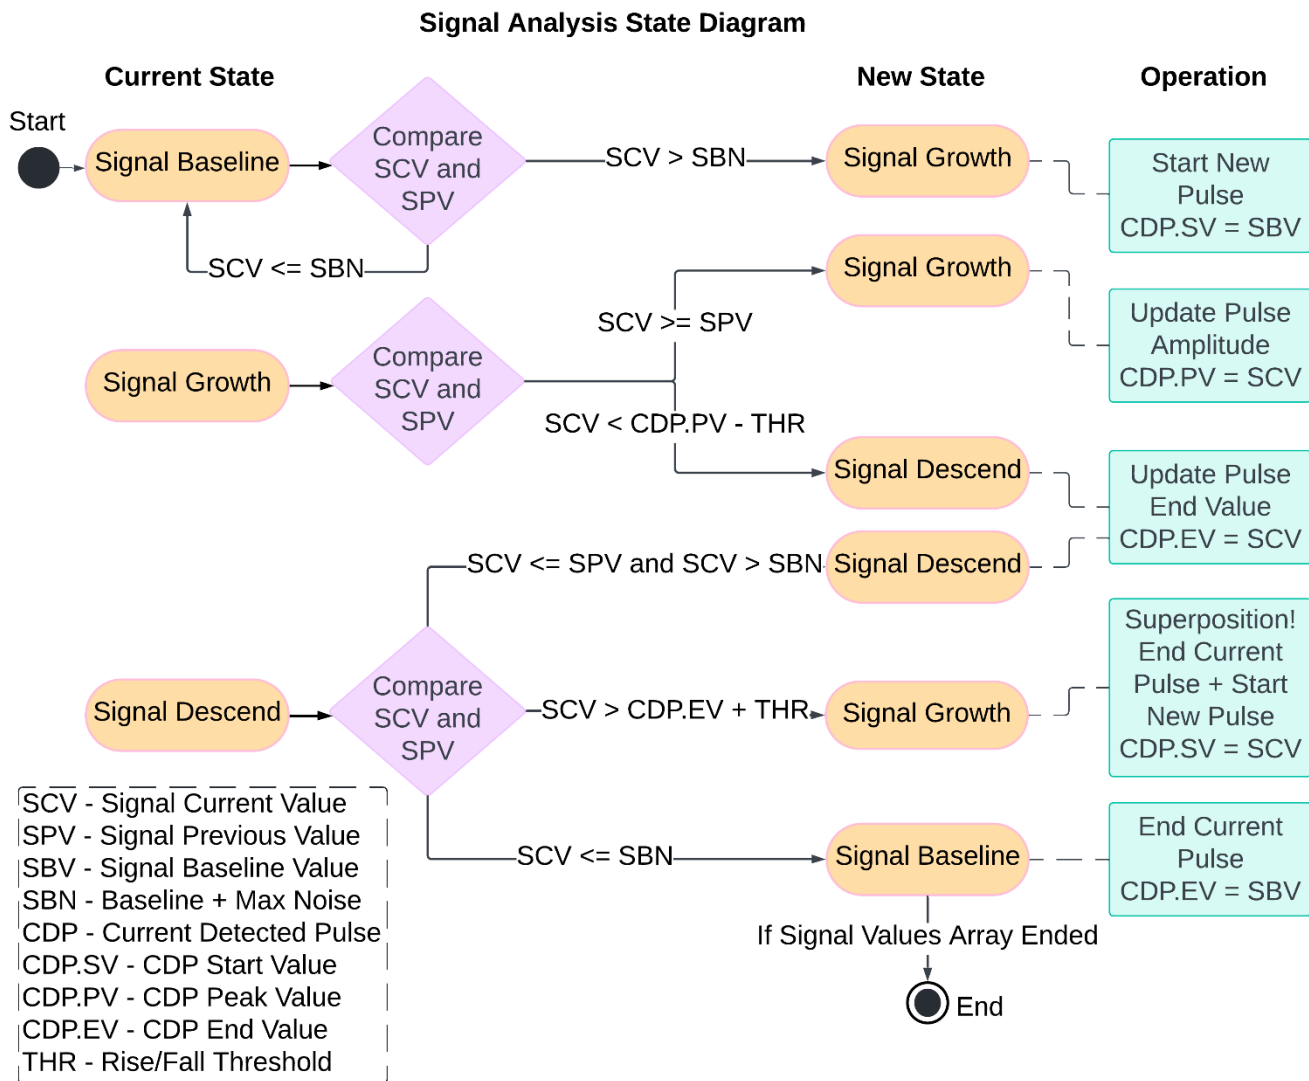 Signal Analysis State Diagram
Current State
New State
Operation
Start
Signal Baseline
Compare
SCV and
SPV
SCV > SBN
Signal Growth
Start New
Pulse
CDP.SV = SBV
SCV <= SBN
Signal Growth
SCV >= SPV
Update Pulse
Amplitude
CDP.PV = SCV
Signal Growth
Compare
SCV and
SPV
SCV < CDP.PV - THR
Signal Descend
Update Pulse
End Value
CDP.EV = SCV
SCV <= SPV and SCV > SBN
Signal Descend
Signal Descend
Compare
SCV and
SPV
SCV > CDP.EV + THR
Signal Growth
Superposition!
End Current
Pulse + Start
New Pulse
CDP.SV = SCV
SCV <= SBN
Signal Baseline
End Current
Pulse
CDP.EV = SBV
If Signal Values Array Ended
End
SCV - Signal Current Value
SPV - Signal Previous Value
SBV - Signal Baseline Value
SBN - Baseline + Max Noise
CDP - Current Detected Pulse
CDP.SV - CDP Start Value
CDP.PV - CDP Peak Value
CDP.EV - CDP End Value
THR - Rise/Fall Threshold